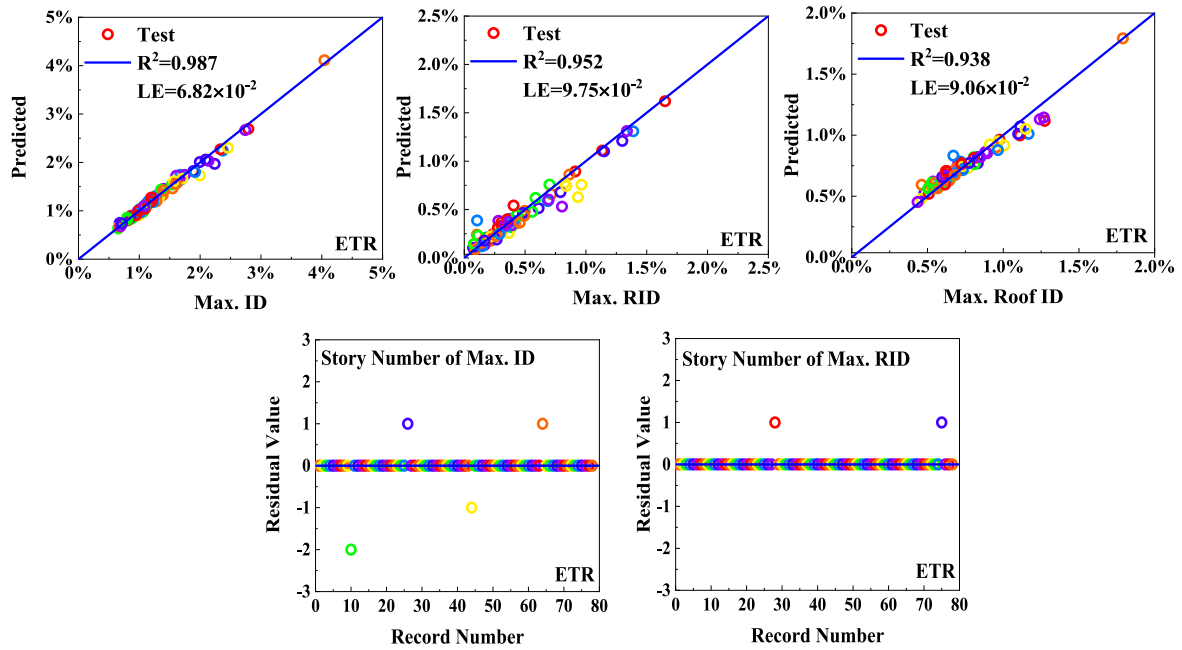 5%
4%
3%
2%
1%
0%
Predicted
Test
R²=0.987
LE=6.82×10⁻²
ETR
0% 1% 2% 3% 4% 5%
Max. ID
2.5%
2.0%
1.5%
1.0%
0.5%
0.0%
Predicted
Test
R²=0.952
LE=9.75×10⁻²
ETR
0.0% 0.5% 1.0% 1.5% 2.0% 2.5%
Max. RID
2.0%
1.5%
1.0%
0.5%
0.0%
Predicted
Test
R²=0.938
LE=9.06×10⁻²
ETR
0.0% 0.5% 1.0% 1.5% 2.0%
Max. Roof ID
3
2
1
0
-1
-2
-3
Residual Value
Story Number of Max. ID
ETR
0 10 20 30 40 50 60 70 80
Record Number
3
2
1
0
-1
-2
-3
Residual Value
Story Number of Max. RID
ETR
0 10 20 30 40 50 60 70 80
Record Number